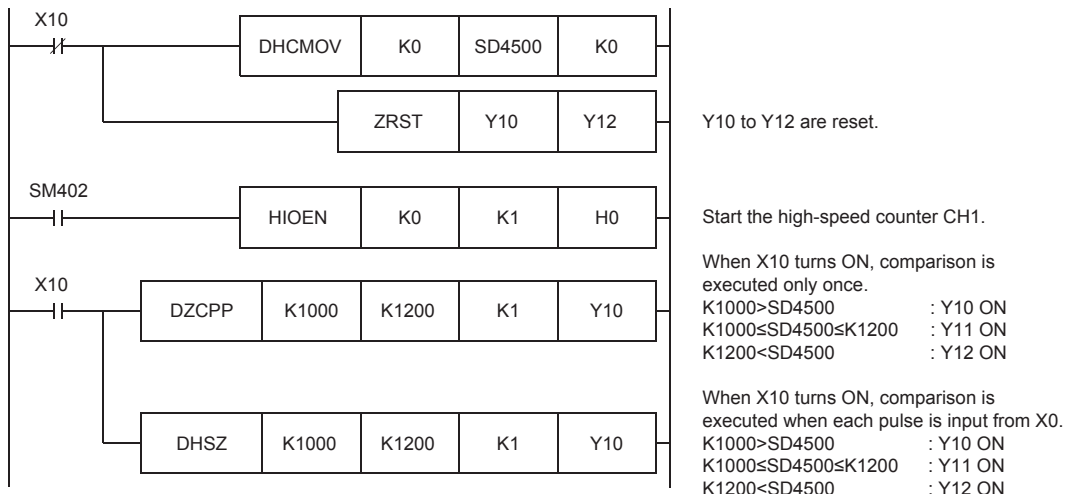 X10
DHCMOV K0 SD4500 K0
ZRST Y10 Y12 Y10 to Y12 are reset.
SM402
HIOEN K0 K1 H0 Start the high-speed counter CH1.
When X10 turns ON, comparison is
executed only once.
X10
DZCPP K1000 K1200 K1 Y10
K1000>SD4500 : Y10 ON
K1000≤SD4500≤K1200 : Y11 ON
K1200<SD4500 : Y12 ON
When X10 turns ON, comparison is
executed when each pulse is input from X0.
DHSZ K1000 K1200 K1 Y10
K1000>SD4500 : Y10 ON
K1000≤SD4500≤K1200 : Y11 ON
K1200<SD4500 : Y12 ON